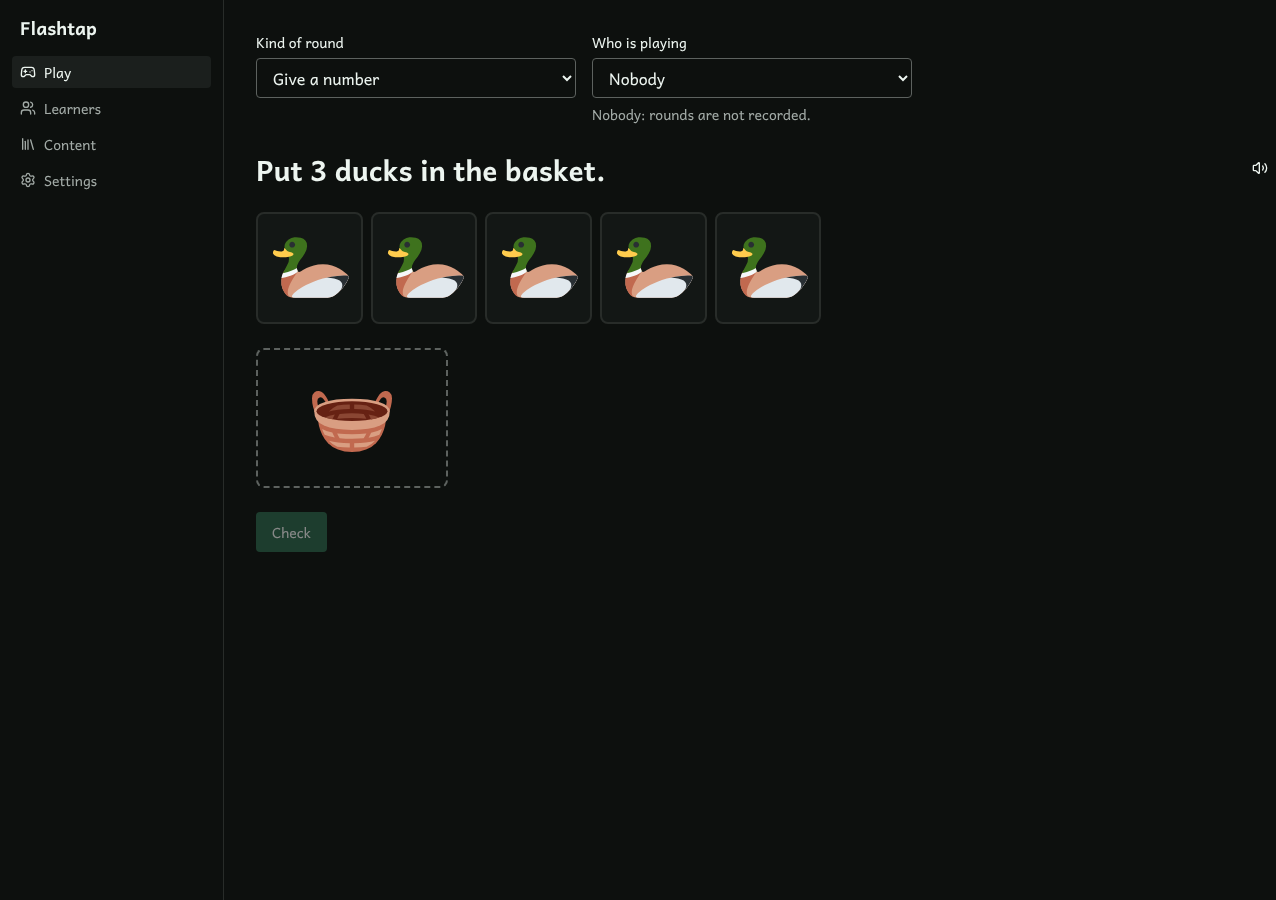 Flashtap
Play
Learners
Content
Settings
Kind of round
Give a number
Who is playing
Nobody
Nobody: rounds are not recorded.
Put 3 ducks in the basket.
Check